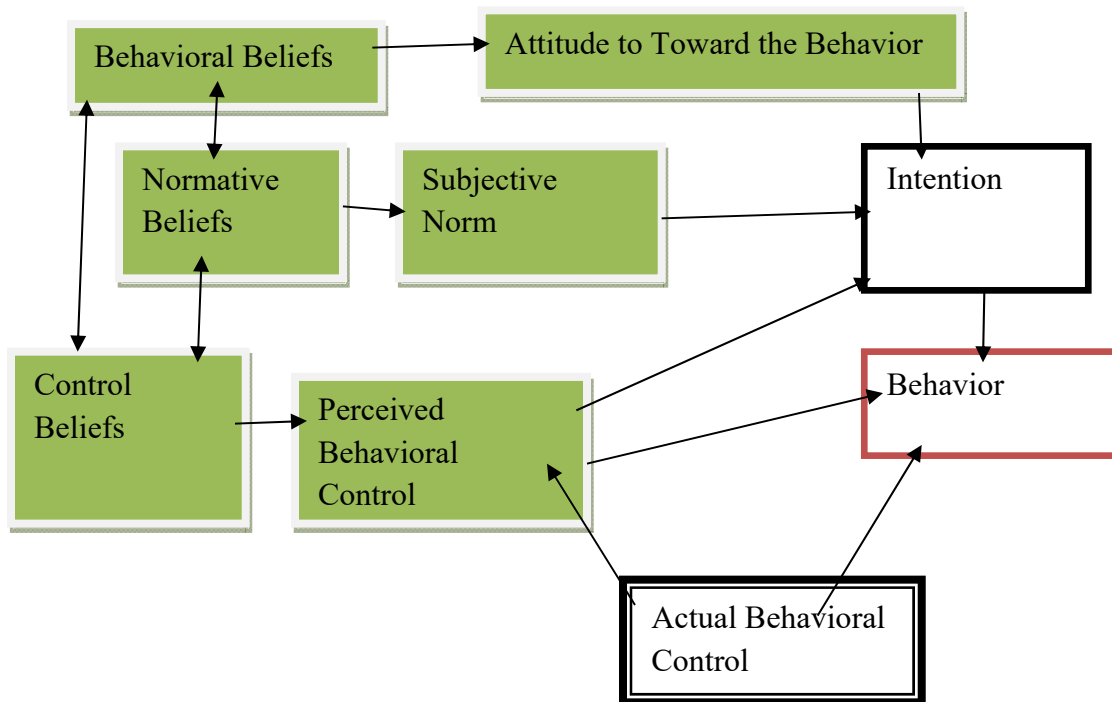 Behavioral Beliefs
Attitude to Toward the Behavior
Normative
Beliefs
Subjective
Norm
Intention
Control
Beliefs
Perceived
Behavioral
Control
Behavior
Actual Behavioral
Control